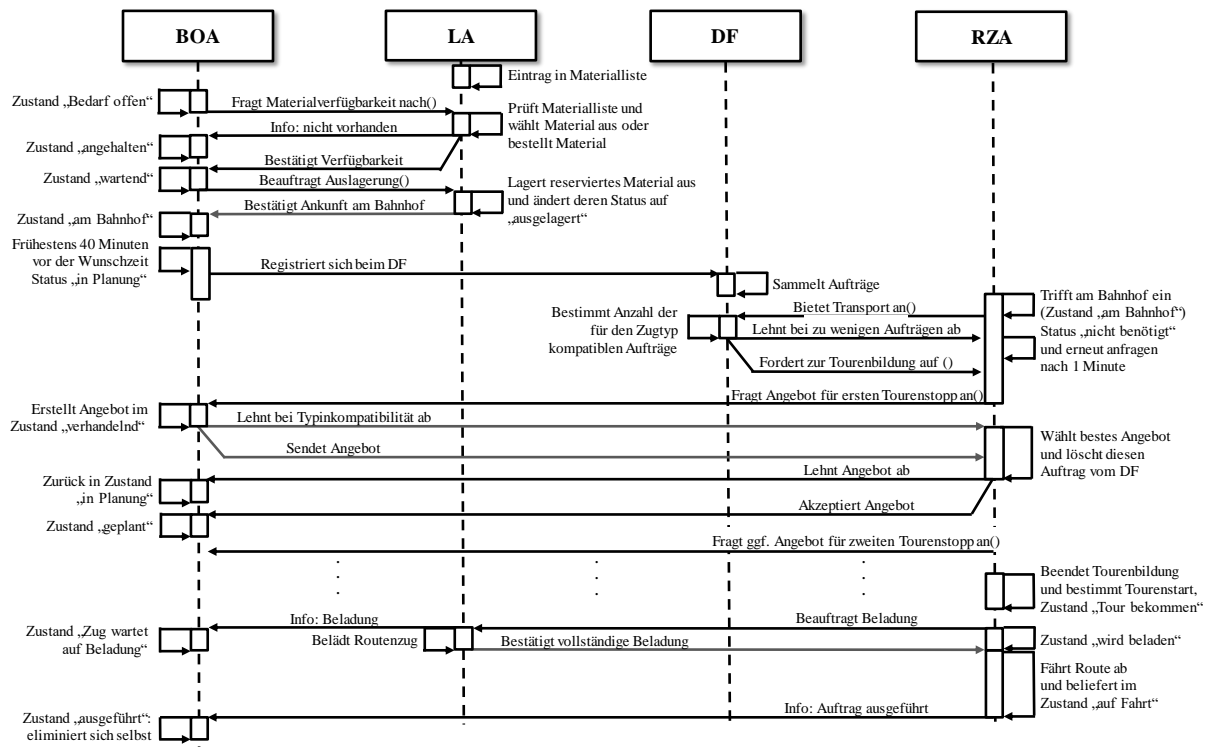 BOA
LA
DF
RZA
Eintrag in Materialliste
Zustand „Bedarf offen“
Fragt Materialverfügbarkeit nach()
Prüft Materialliste und
wählt Material aus oder
bestellt Material
Info: nicht vorhanden
Zustand „angehalten“
Bestätigt Verfügbarkeit
Zustand „wartend“
Beauftragt Auslagerung()
Lagert reserviertes Material aus
und ändert deren Status auf
„ausgelagert“
Bestätigt Ankunft am Bahnhof
Zustand „am Bahnhof“
Frühestens 40 Minuten
vor der Wunschzeit
Status „in Planung“
Registriert sich beim DF
Sammelt Aufträge
Trifft am Bahnhof ein
(Zustand „am Bahnhof“)
Bietet Transport an()
Bestimmt Anzahl der
für den Zugtyp
kompatiblen Aufträge
Lehnt bei zu wenigen Aufträgen ab
Status „nicht benötigt“
und erneut anfragen
nach 1 Minute
Fordert zur Tourenbildung auf ()
Fragt Angebot für ersten Tourenstopp an()
Erstellt Angebot im
Zustand „verhandelnd“
Lehnt bei Typinkompatibilität ab
Sendet Angebot
Wählt bestes Angebot
und löscht diesen
Auftrag vom DF
Lehnt Angebot ab
Zurück in Zustand
„in Planung“
Akzeptiert Angebot
Zustand „geplant“
Fragt ggf. Angebot für zweiten Tourenstopp an()
Beendet Tourenbildung
und bestimmt Tourenstart,
Zustand „Tour bekommen“
Info: Beladung
Beauftragt Beladung
Zustand „Zug wartet
auf Beladung“
Belädt Routenzug
Bestätigt vollständige Beladung
Zustand „wird beladen“
Fährt Route ab
und beliefert im
Zustand „auf Fahrt“
Info: Auftrag ausgeführt
Zustand „ausgeführt“:
eliminiert sich selbst